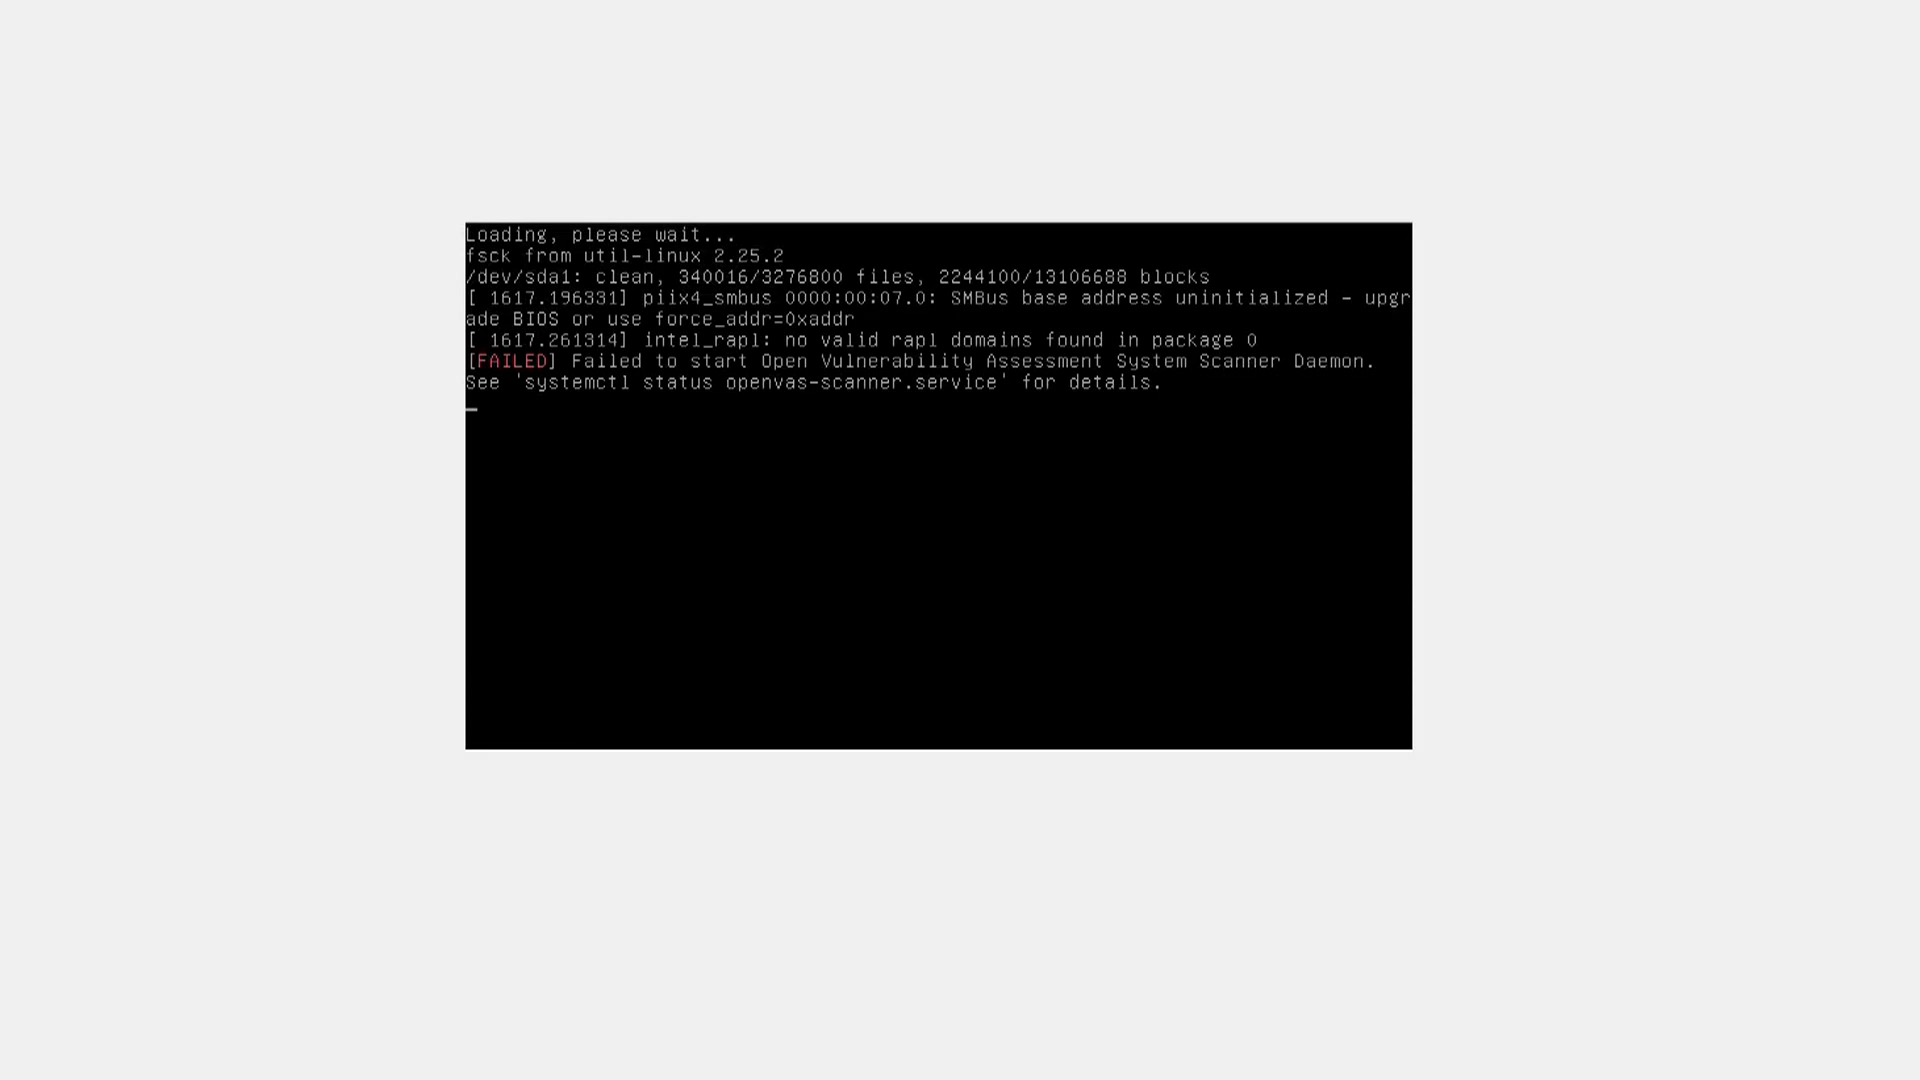 Loading, please wait...
fsck from util-linux 2.25.2
/dev/sda1: clean, 340016/3276800 files, 2244100/13106688 blocks
[ 1617.196331] piix4_smbus 0000:00:07.0: SMBus base address uninitialized - upgr
ade BIOS or use force_addr=0xaddr
[ 1617.261314] intel_rapl: no valid rapl domains found in package 0
[FAILED] Failed to start Open Vulnerability Assessment System Scanner Daemon.
See 'systemctl status openvas-scanner.service' for details.